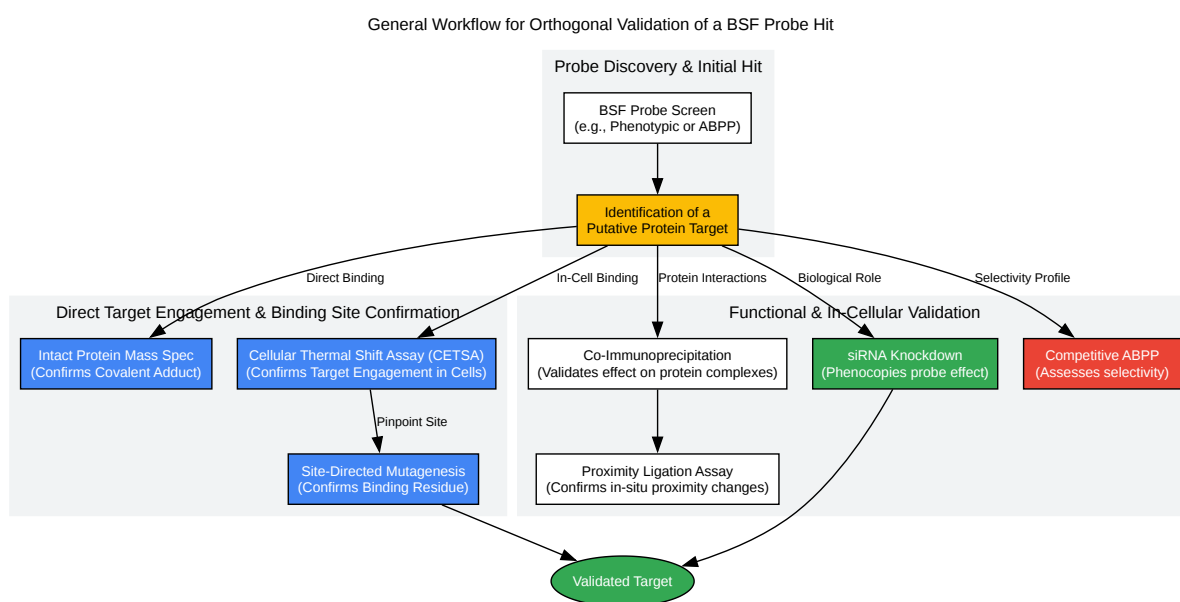 General Workflow for Orthogonal Validation of a BSF Probe Hit
Probe Discovery & Initial Hit
BSF Probe Screen
(e.g., Phenotypic or ABPP)
Identification of a
Putative Protein Target
Direct Binding
In-Cell Binding
Protein Interactions
Biological Role
Selectivity Profile
Direct Target Engagement & Binding Site Confirmation
Functional & In-Cellular Validation
Intact Protein Mass Spec
(Confirms Covalent Adduct)
Cellular Thermal Shift Assay (CETSA)
(Confirms Target Engagement in Cells)
Co-Immunoprecipitation
(Validates effect on protein complexes)
siRNA Knockdown
(Phenocopies probe effect)
Competitive ABPP
(Assesses selectivity)
Pinpoint Site
Site-Directed Mutagenesis
(Confirms Binding Residue)
Proximity Ligation Assay
(Confirms in-situ proximity changes)
Validated Target